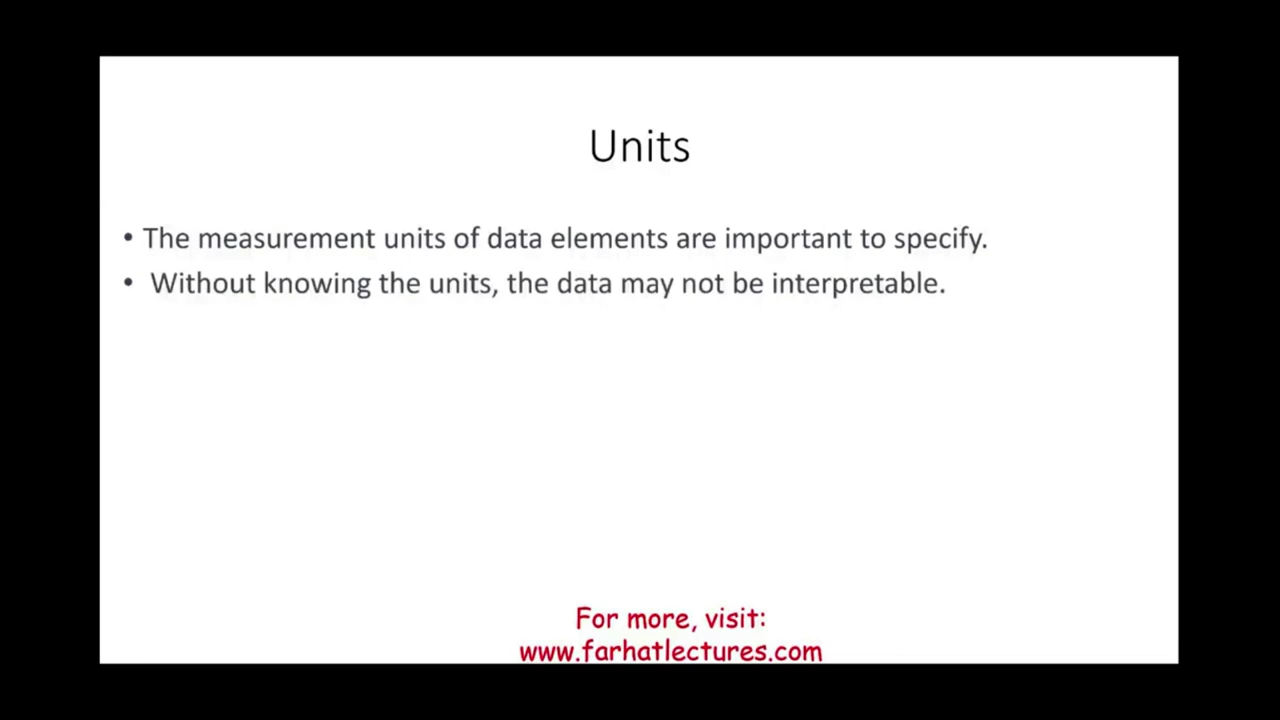 Units
• The measurement units of data elements are important to specify.
• Without knowing the units, the data may not be interpretable.
For more, visit:
www.farhatlectures.com